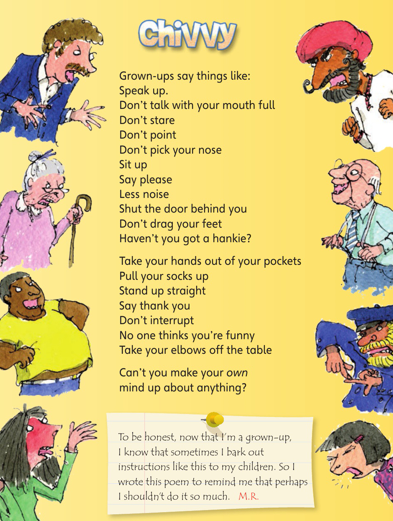 Chivvy
Grown-ups say things like:
Speak up.
Don't talk with your mouth full
Don't stare
Don't point
Don't pick your nose
Sit up
Say please
Less noise
Shut the door behind you
Don't drag your feet
Haven't you got a hankie?
Take your hands out of your pockets
Pull your socks up
Stand up straight
Say thank you
Don't interrupt
No one thinks you're funny
Take your elbows off the table
Can't you make your own
mind up about anything?
To be honest, now that I'm a grown-up,
I know that sometimes I bark out
instructions like this to my children. So I
wrote this poem to remind me that perhaps
I shouldn't do it so much. M.R.